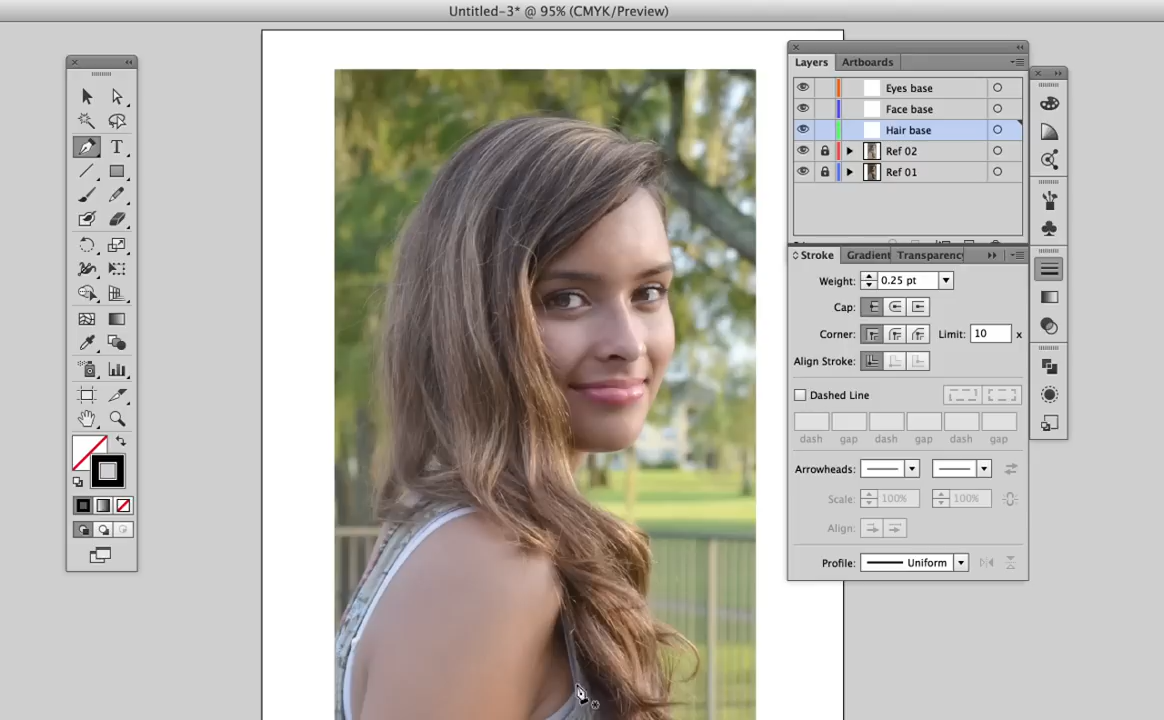 Untitled-3* @ 95% (CMYK/Preview)
Layers Artboards
Eyes base
Face base
Hair base
Ref 02
Ref 01
Stroke Gradient Transparency
Weight: 0.25 pt
Cap:
Corner: Limit: 10 x
Align Stroke:
Dashed Line
dash gap dash gap dash gap
Arrowheads:
Scale: 100% 100%
Align:
Profile: Uniform